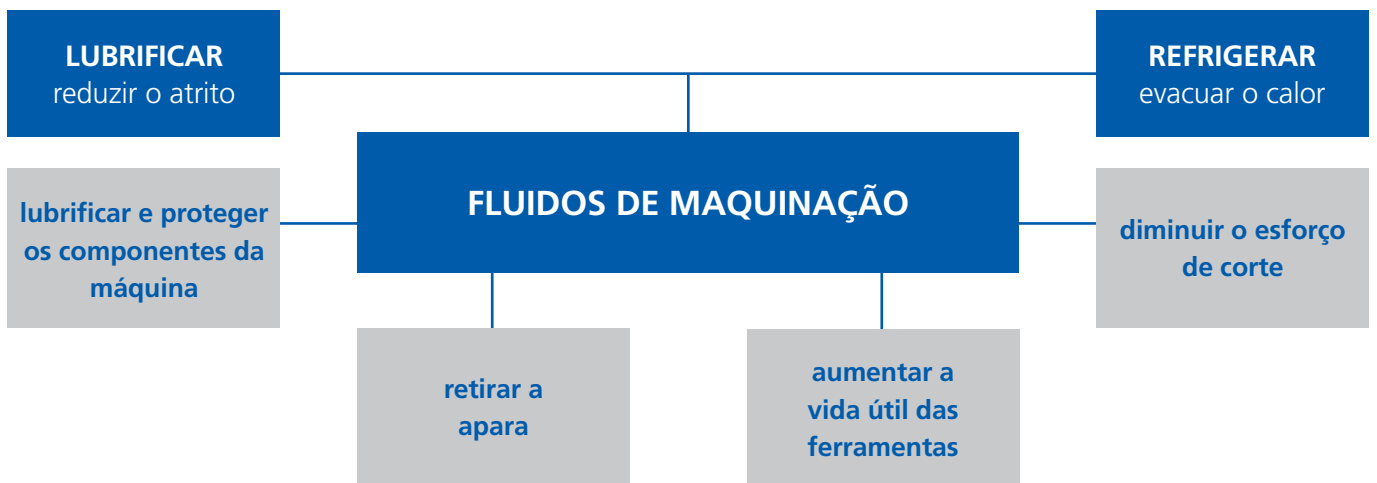 LUBRIFICAR
reduzir o atrito
REFRIGERAR
evacuar o calor
FLUIDOS DE MAQUINAÇÃO
lubrificar e proteger
os componentes da
máquina
diminuir o esforço
de corte
retirar a
apara
aumentar a
vida útil das
ferramentas